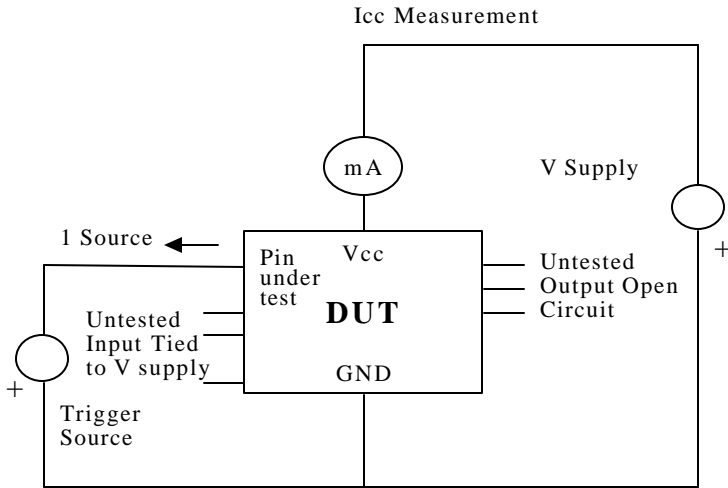 Icc Measurement
mA
V Supply
+
1 Source
Vcc
Pin
under
test
DUT
Untested
Output Open
Circuit
Untested
Input Tied
to V supply
+
GND
Trigger
Source